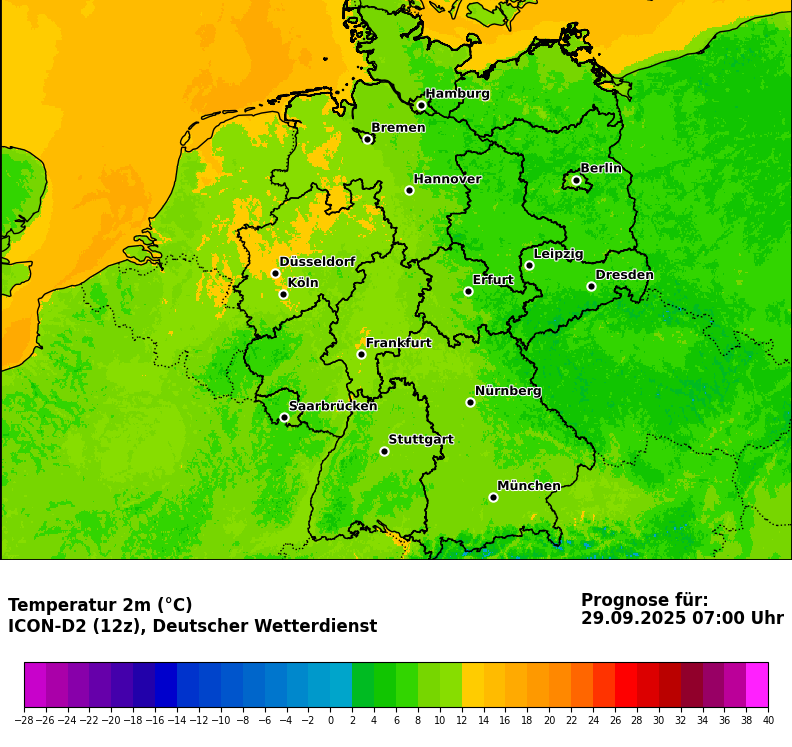 Hamburg
Bremen
Hannover
Berlin
Düsseldorf
Köln
Leipzig
Erfurt
Dresden
Frankfurt
Nürnberg
Saarbrücken
Stuttgart
München
Temperatur 2m (°C)
ICON-D2 (12z), Deutscher Wetterdienst
Prognose für:
29.09.2025 07:00 Uhr
−28 −26 −24 −22 −20 −18 −16 −14 −12 −10 −8 −6 −4 −2 0 2 4 6 8 10 12 14 16 18 20 22 24 26 28 30 32 34 36 38 40